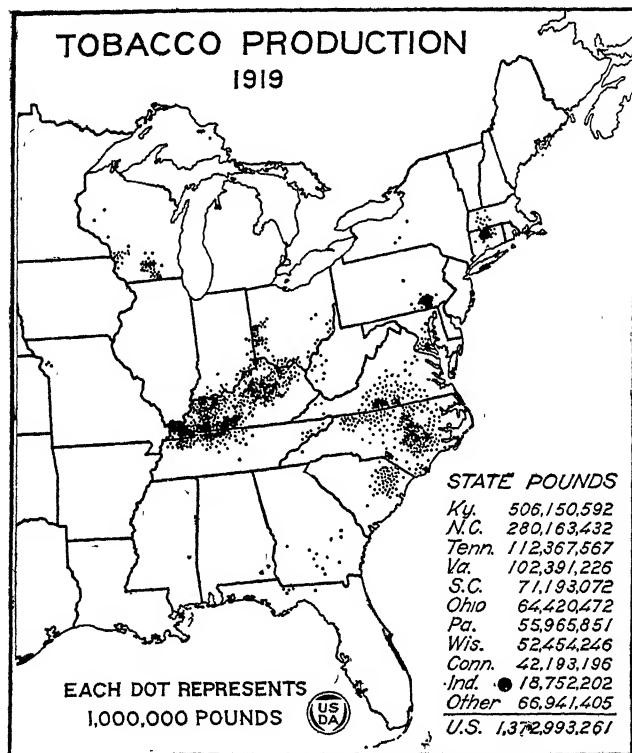 TOBACCO PRODUCTION
1919
STATE POUNDS
Ky. 506,150,592
N.C. 280,163,432
Tenn. 112,367,567
Va. 102,391,226
S.C. 71,193,072
Ohio 64,420,472
Pa. 55,965,851
Wis. 52,454,246
Conn. 42,193,196
Ind. 18,752,202
Other 66,941,405
U.S. 1,372,993,261
EACH DOT REPRESENTS
1,000,000 POUNDS
US
DA